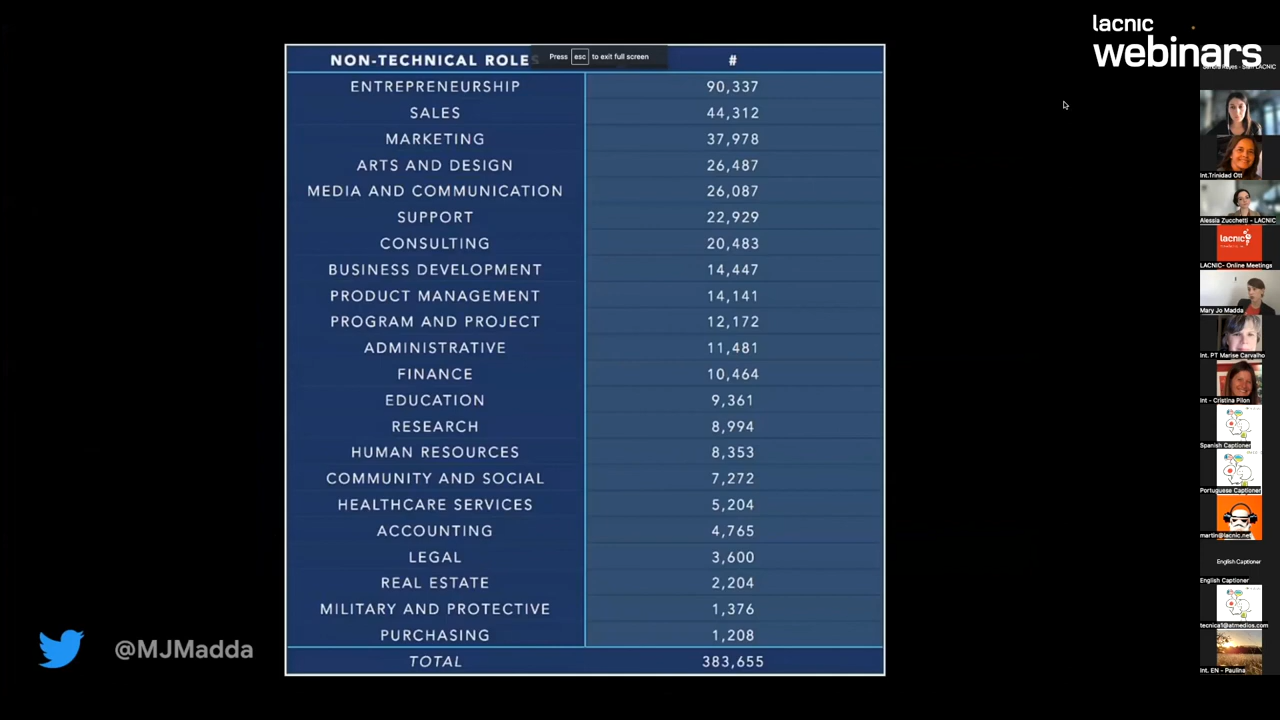 lacnic
webinars
NON-TECHNICAL ROLES #
Press esc to exit full screen
ENTREPRENEURSHIP 90,337
SALES 44,312
MARKETING 37,978
ARTS AND DESIGN 26,487
MEDIA AND COMMUNICATION 26,087
SUPPORT 22,929
CONSULTING 20,483
BUSINESS DEVELOPMENT 14,447
PRODUCT MANAGEMENT 14,141
PROGRAM AND PROJECT 12,172
ADMINISTRATIVE 11,481
FINANCE 10,464
EDUCATION 9,361
RESEARCH 8,994
HUMAN RESOURCES 8,353
COMMUNITY AND SOCIAL 7,272
HEALTHCARE SERVICES 5,204
ACCOUNTING 4,765
LEGAL 3,600
REAL ESTATE 2,204
MILITARY AND PROTECTIVE 1,376
PURCHASING 1,208
TOTAL 383,655
@MJMadda
Int.Trinidad Ott
Alessia Zucchetti - LACNIC
lacnic
LACNIC- Online Meetings
Mary Jo Madda
Int. PT Marise Carvalho
Int - Cristina Pilon
Spanish Captioner
Portuguese Captioner
martin@lacnic.net
English Captioner
English Captioner
tecnica1@atmedios.com
Int. EN - Paulina